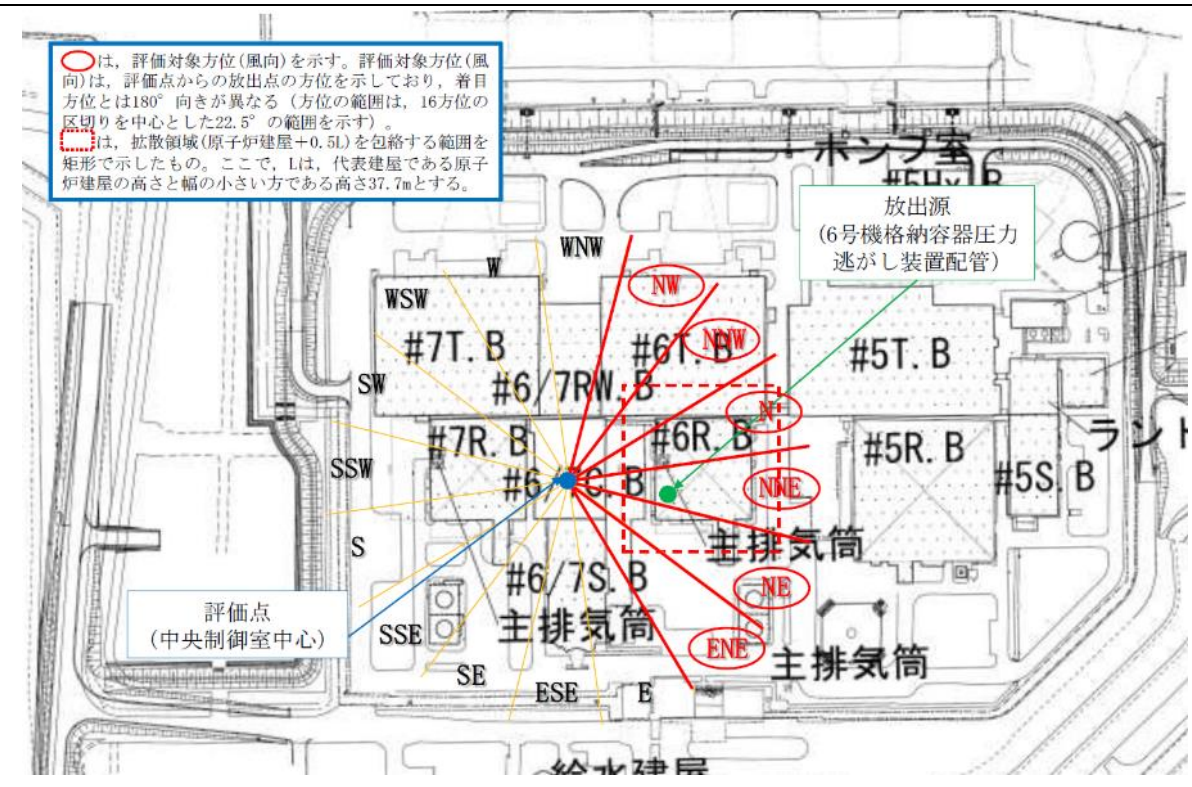 ○は，評価対象方位(風向)を示す。評価対象方位(風
向)は，評価点からの放出点の方位を示しており，着目
方位とは180°向きが異なる（方位の範囲は，16方位の
区切りを中心とした22.5°の範囲を示す）。
は，拡散領域(原子炉建屋+0.5L)を包絡する範囲を
矩形で示したもの。ここで，Lは，代表建屋である原子
炉建屋の高さと幅の小さい方である高さ37.7mとする。
ポンプ室
#5Hx.B
放出源
(6号機格納容器圧力
逃がし装置配管)
WNW
W
NW
WSW
NNW
#7T.B
#6T.B
#5T.B
#6/7RW.B
SW
N
ランド
#7R.B
#6R.B
#5R.B
SSW
#6/7C.B
NNE
#5S.B
主排気筒
S
#6/7S.B
NE
評価点
(中央制御室中心)
SSE
主排気筒
ENE
主排気筒
SE
ESE
E
給水建屋